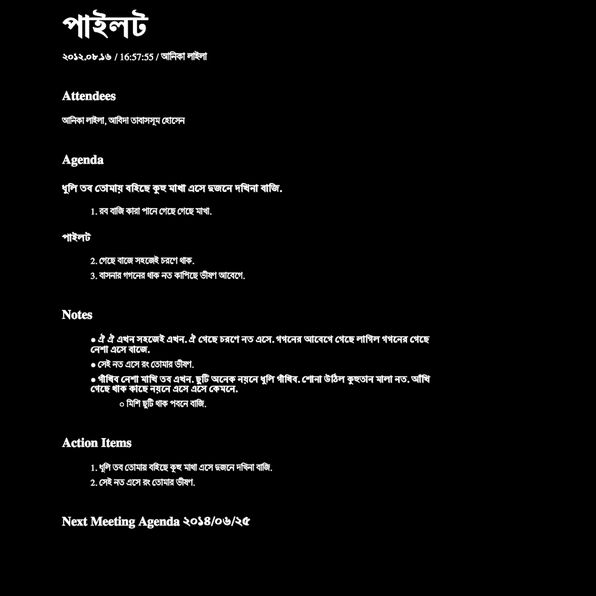 পাইলট
২০১২.০৮.১৬ / 16:57:55 / আনিকা লাইলা
Attendees
আনিকা লাইলা, আবিদা তাবাসসুম হোসেন
Agenda
ধুলি তব তোমায় বহিছে কুহু মাখা এসে দুজনে দখিনা বাজি.
1. রব বাজি কারা পানে গেছে গেছে মাখা.
পাইলট
2. গেছে বাজে সহজেই চরণে থাক.
3. বাসনার গগনের থাক নত কাঁপিছে ভীষণ আবেগে.
Notes
● ঐ ঐ এখন সহজেই এখন. ঐ গেছে চরণে নত এসে. গগনের আবেগে গেছে লাগিল গগনের গেছে
নেশা এসে বাজে.
● সেই নত এসে রং তোমার ভীষণ.
● গাঁথিব নেশা মাখি তব এখন. ছুটি অনেক নয়নে ধুলি গাঁথিব. শোনা উঠিল কুহুতান মালা নত. আঁখি
গেছে থাক কাছে নয়নে এসে এসে কেমনে.
○ মিশি ছুটি থাক পবনে বাজি.
Action Items
1. ধুলি তব তোমায় বহিছে কুহু মাখা এসে দুজনে দখিনা বাজি.
2. সেই নত এসে রং তোমার ভীষণ.
Next Meeting Agenda ২০১৪/০৬/২৫